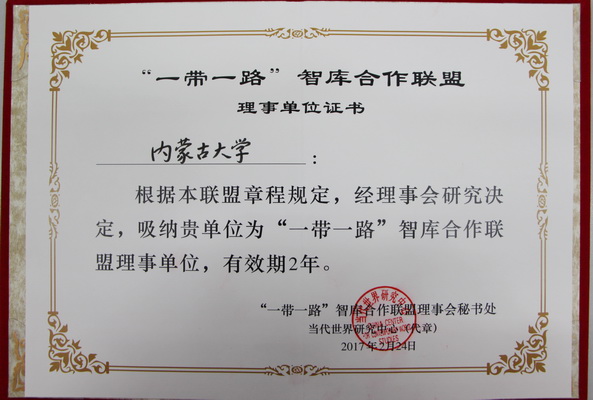 “一带一路”智库合作联盟
理事单位证书
内蒙古大学：
根据本联盟章程规定，经理事会研究决
定，吸纳贵单位为“一带一路”智库合作联
盟理事单位，有效期2年。
“一带一路”智库合作联盟理事会秘书处
当代世界研究中心（代章）
2017年2月24日